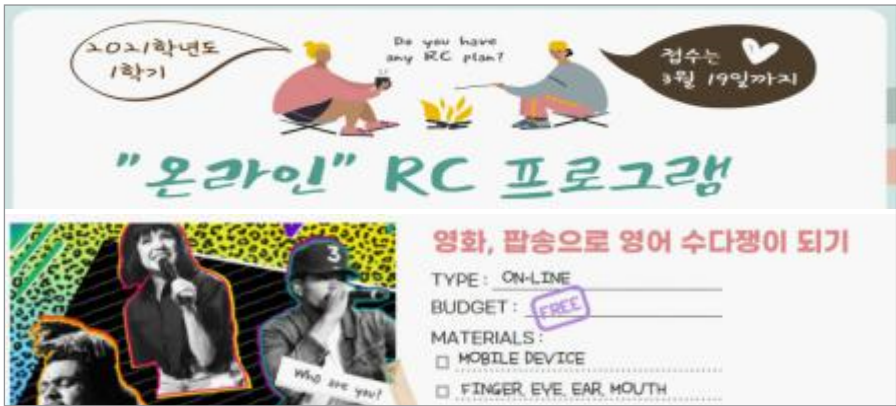 2021학년도
1학기
Do you have
any RC plan?
접수는
3월 19일까지
"온라인" RC 프로그램
영화, 팝송으로 영어 수다쟁이 되기
TYPE : ON-LINE
BUDGET : FREE
MATERIALS :
MOBILE DEVICE
FINGER, EYE, EAR, MOUTH
3
Who are you?